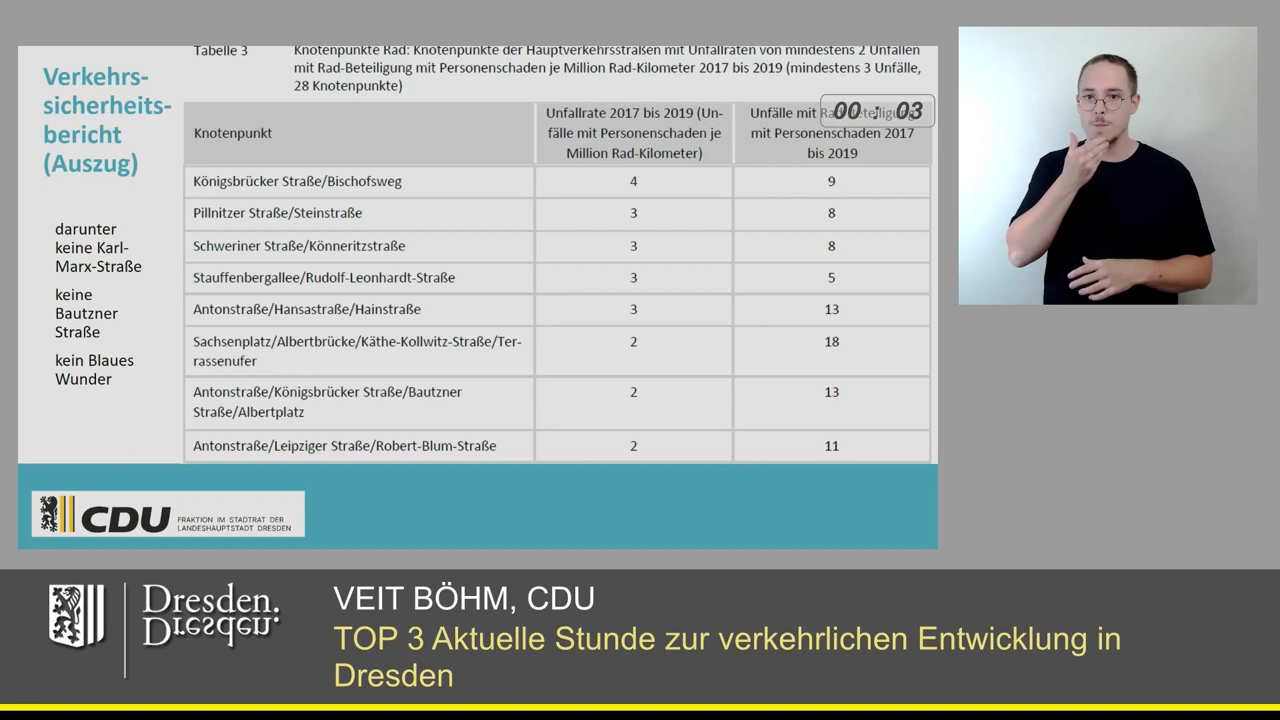 Verkehrs-
sicherheits-
bericht
(Auszug)
darunter
keine Karl-
Marx-Straße
keine
Bautzner
Straße
kein Blaues
Wunder
Tabelle 3 Knotenpunkte Rad: Knotenpunkte der Hauptverkehrsstraßen mit Unfallraten von mindestens 2 Unfällen
mit Rad-Beteiligung mit Personenschaden je Million Rad-Kilometer 2017 bis 2019 (mindestens 3 Unfälle,
28 Knotenpunkte)
Knotenpunkt
Unfallrate 2017 bis 2019 (Un-
fälle mit Personenschaden je
Million Rad-Kilometer)
Unfälle mit Rad-Beteiligung
mit Personenschaden 2017
bis 2019
00 : 03
Königsbrücker Straße/Bischofsweg 4 9
Pillnitzer Straße/Steinstraße 3 8
Schweriner Straße/Könneritzstraße 3 8
Stauffenbergallee/Rudolf-Leonhardt-Straße 3 5
Antonstraße/Hansastraße/Hainstraße 3 13
Sachsenplatz/Albertbrücke/Käthe-Kollwitz-Straße/Ter- 2 18
rassenufer
Antonstraße/Königsbrücker Straße/Bautzner 2 13
Straße/Albertplatz
Antonstraße/Leipziger Straße/Robert-Blum-Straße 2 11
CDU
FRAKTION IM STADTRAT DER
LANDESHAUPTSTADT DRESDEN
Dresden.
Dresden.
VEIT BÖHM, CDU
TOP 3 Aktuelle Stunde zur verkehrlichen Entwicklung in
Dresden